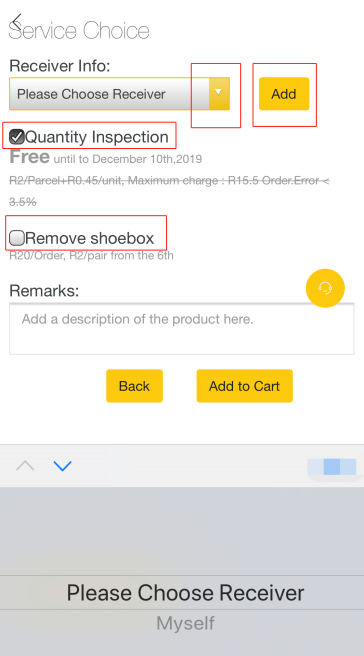 Service Choice
Receiver Info:
Please Choose Receiver
Add
Quantity Inspection
Free until to December 10th,2019
R2/Parcel+R0.45/unit, Maximum charge : R15.5 Order.Error <
3.5%
Remove shoebox
R20/Order, R2/pair from the 6th
Remarks:
Add a description of the product here.
Back
Add to Cart
Please Choose Receiver
Myself